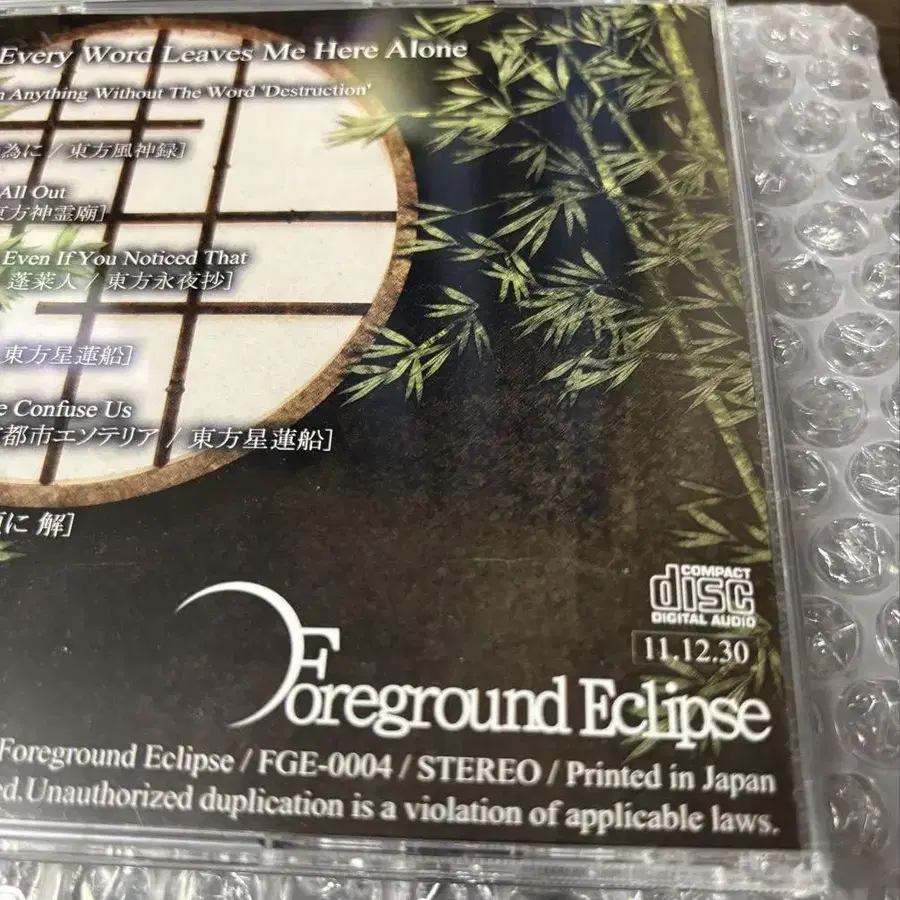 Every Word Leaves Me Here Alone
Anything Without The Word 'Destruction'
為に / 東方風神録]
All Out
東方神霊廟]
Even If You Noticed That
蓬莱人 / 東方永夜抄]
東方星蓮船]
Confuse Us
都市エソテリア / 東方星蓮船]
に 解]
COMPACT
disc
DIGITAL AUDIO
11.12.30
Foreground Eclipse
Foreground Eclipse / FGE-0004 / STEREO / Printed in Japan
ed.Unauthorized duplication is a violation of applicable laws.